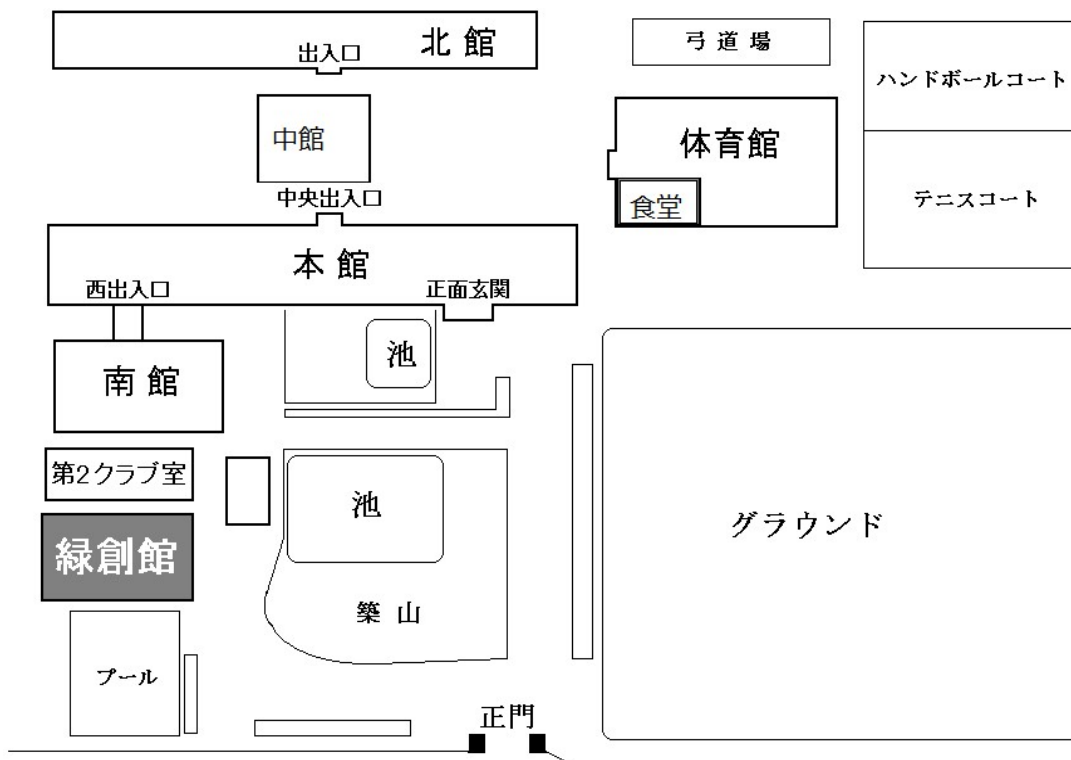 北館
出入口
弓道場
ハンドボールコート
中館
体育館
中央出入口
食堂
テニスコート
本館
西出入口
正面玄関
池
南館
第2クラブ室
池
グラウンド
緑創館
築山
プール
正門